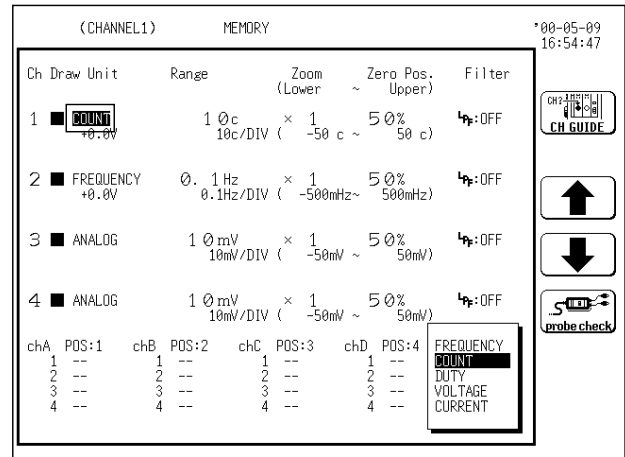 (CHANNEL1) MEMORY '00-05-09
16:54:47
Ch Draw Unit Range Zoom Zero Pos. Filter
(Lower ~ Upper)
1 COUNT 10c × 1 50% LPF:OFF
+0.0V 10c/DIV ( -50 c ~ 50 c)
2 FREQUENCY 0.1Hz × 1 50% LPF:OFF
+0.0V 0.1Hz/DIV ( -500mHz~ 500mHz)
3 ANALOG 10mV × 1 50% LPF:OFF
10mV/DIV ( -50mV ~ 50mV)
4 ANALOG 10mV × 1 50% LPF:OFF
10mV/DIV ( -50mV ~ 50mV)
chA POS:1 chB POS:2 chC POS:3 chD POS:4
1 -- 1 -- 1 -- 1 --
2 -- 2 -- 2 -- 2 --
3 -- 3 -- 3 -- 3 --
4 -- 4 -- 4 -- 4 --
FREQUENCY
COUNT
DUTY
VOLTAGE
CURRENT
CH?
CH GUIDE
probe check